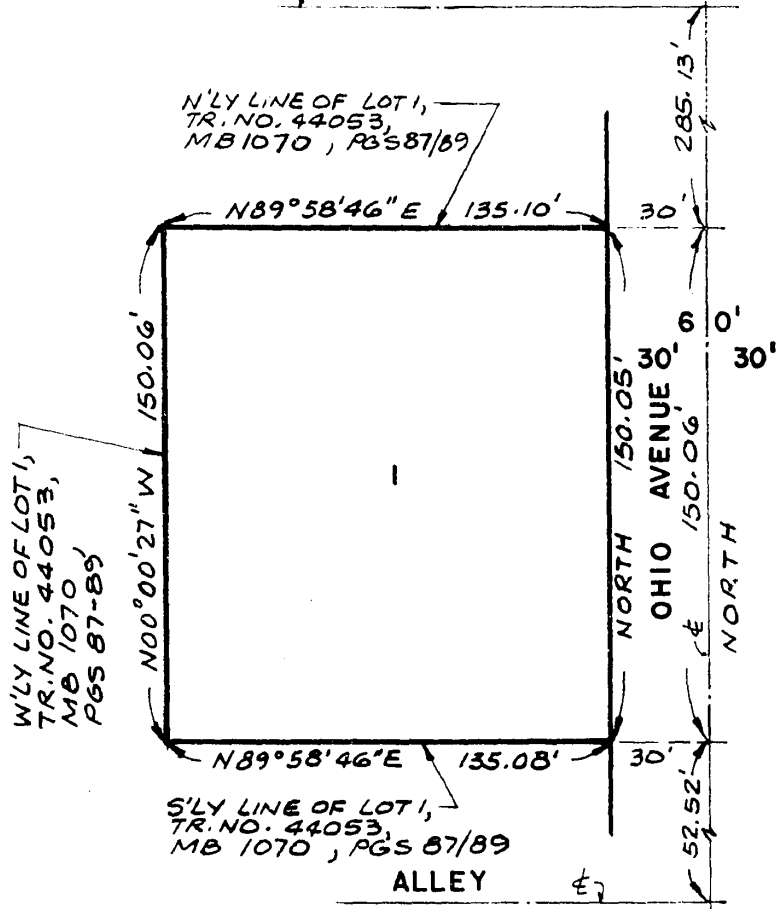 285.13'
N'LY LINE OF LOT 1,
TR. NO. 44053,
MB 1070 , PGS 87/89
N89°58'46"E 135.10' 30'
60'
30' 30'
150.06'
N00°00'27"W
W'LY LINE OF LOT 1,
TR. NO. 44053,
MB 1070
PGS 87-89
1
NORTH 150.05'
OHIO AVENUE
℄ 150.06'
NORTH
N89°58'46"E 135.08' 30'
S'LY LINE OF LOT 1,
TR. NO. 44053,
MB 1070 , PGS 87/89
52.52'
ALLEY ℄